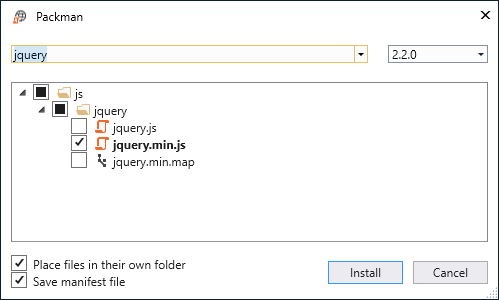 Packman
jquery
2.2.0
js
jquery
jquery.js
jquery.min.js
jquery.min.map
Place files in their own folder
Save manifest file
Install
Cancel